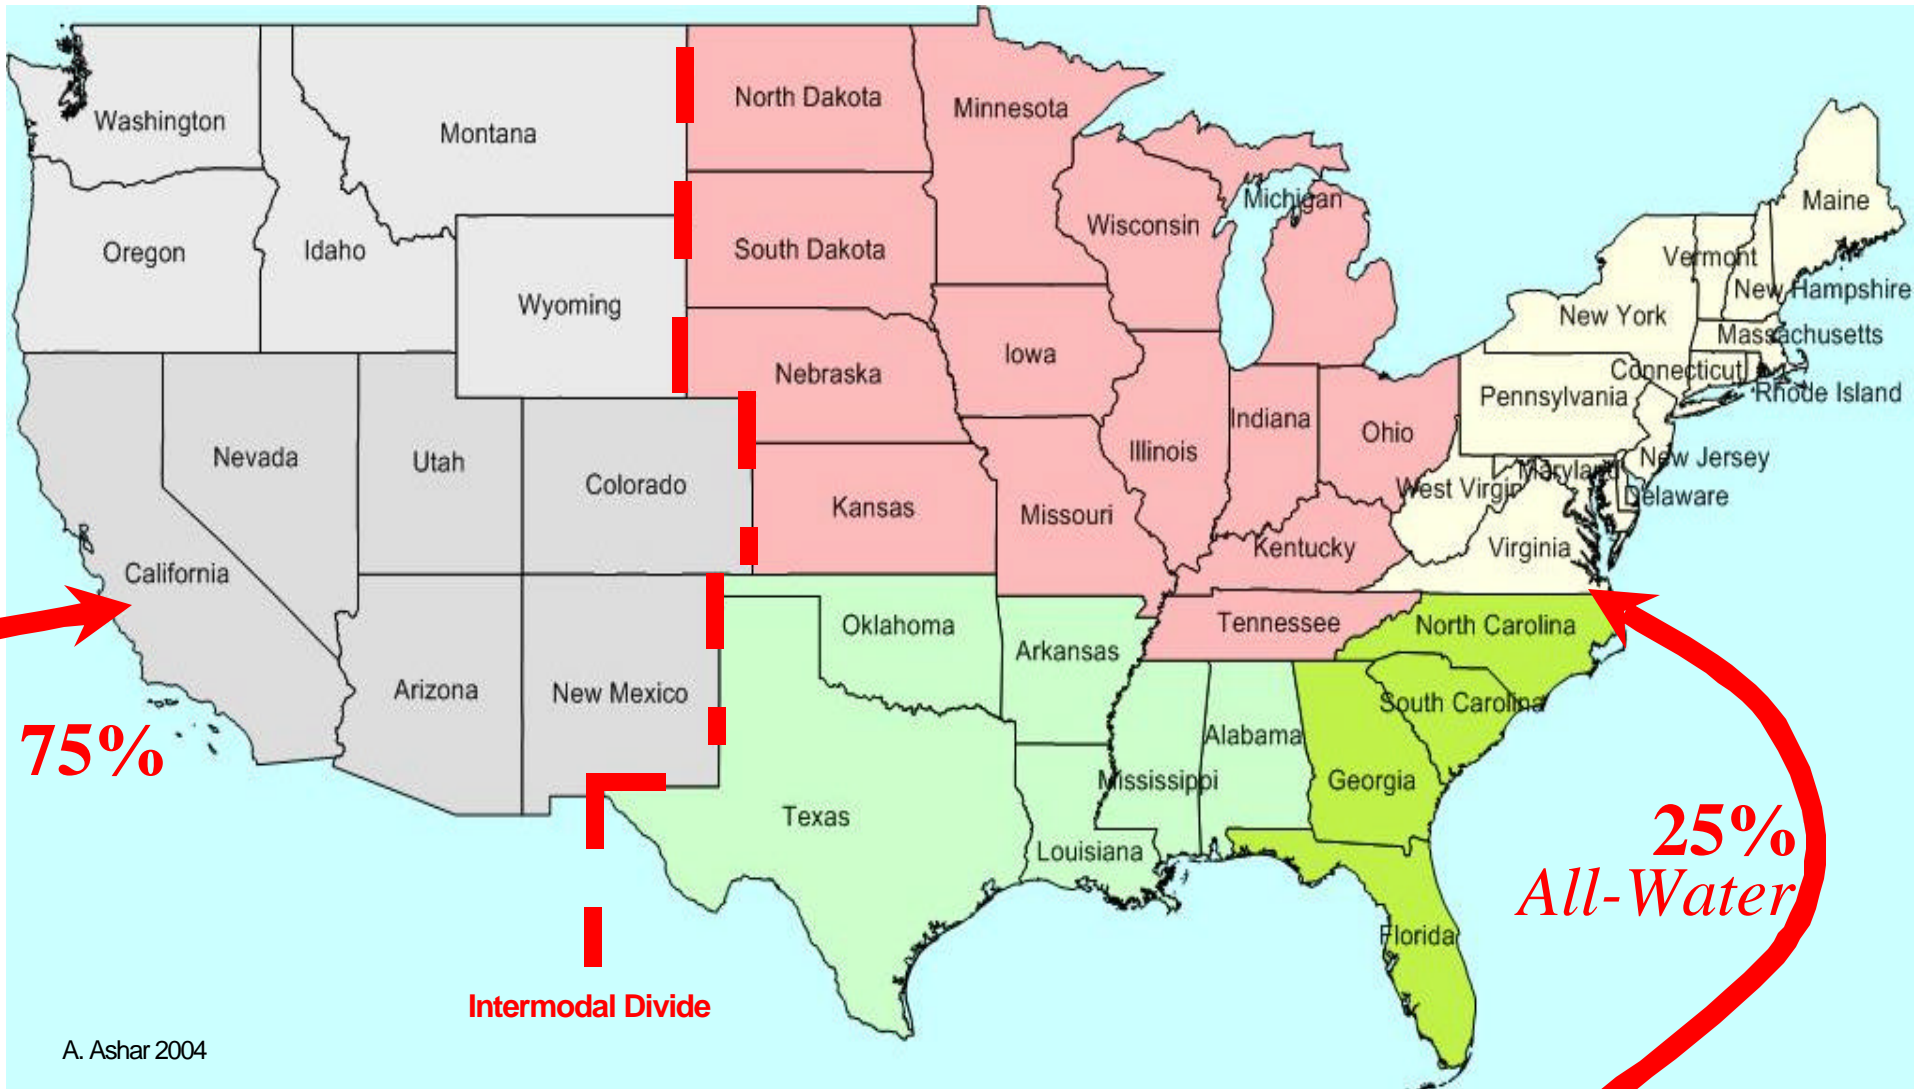 Washington
Montana
North Dakota
Minnesota
Michigan
Maine
Oregon
Idaho
Wyoming
South Dakota
Wisconsin
Vermont
New Hampshire
New York
Massachusetts
Connecticut
Rhode Island
Nebraska
Iowa
Pennsylvania
Nevada
Utah
Colorado
Kansas
Missouri
Illinois
Indiana
Ohio
New Jersey
Maryland
West Virgin
Delaware
Kentucky
Virginia
California
Arizona
New Mexico
Oklahoma
Arkansas
Tennessee
North Carolina
South Carolina
Alabama
Mississippi
Georgia
Texas
Louisiana
Florida
75%
25%
All-Water
Intermodal Divide
A. Ashar 2004